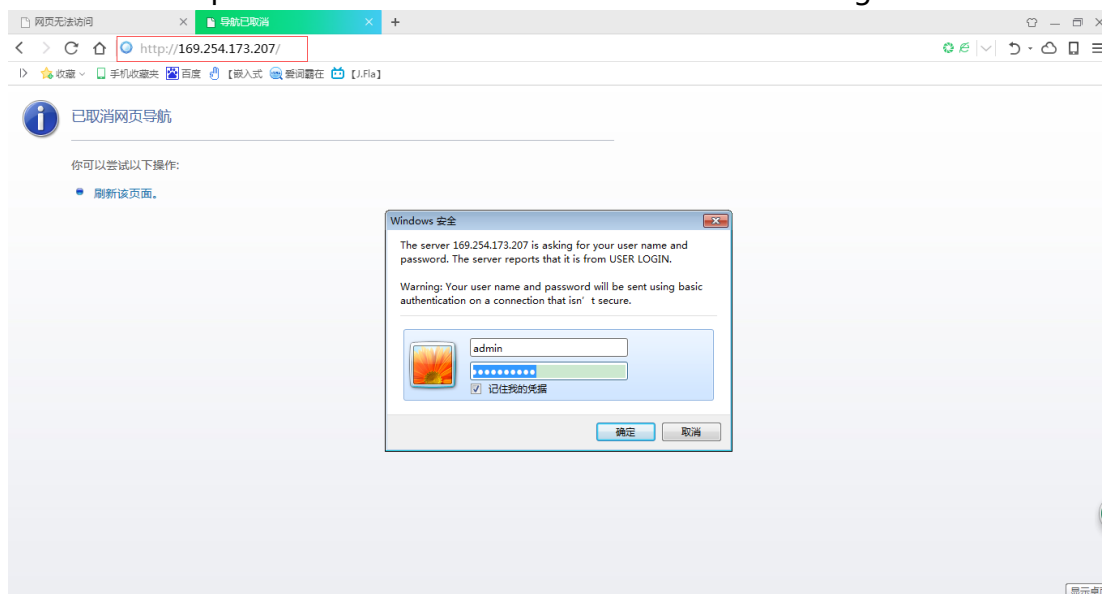 网页无法访问
导航已取消
http://169.254.173.207/
收藏 手机收藏夹 百度 【嵌入式 爱词霸在 【J.Fla】
已取消网页导航
你可以尝试以下操作:
刷新该页面。
Windows 安全
The server 169.254.173.207 is asking for your user name and
password. The server reports that it is from USER LOGIN.
Warning: Your user name and password will be sent using basic
authentication on a connection that isn't secure.
admin
记住我的凭据
确定
取消